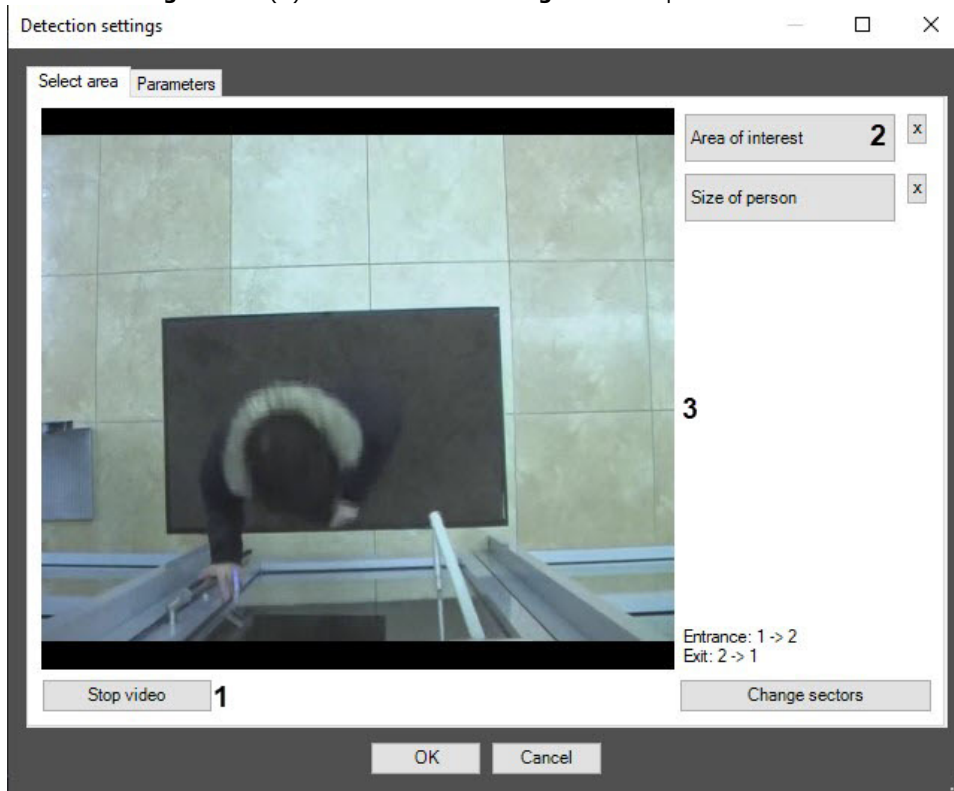 Detection settings
Select area Parameters
Area of interest 2 x
Size of person x
3
Entrance: 1 -> 2
Exit: 2 -> 1
Stop video 1 Change sectors
OK Cancel